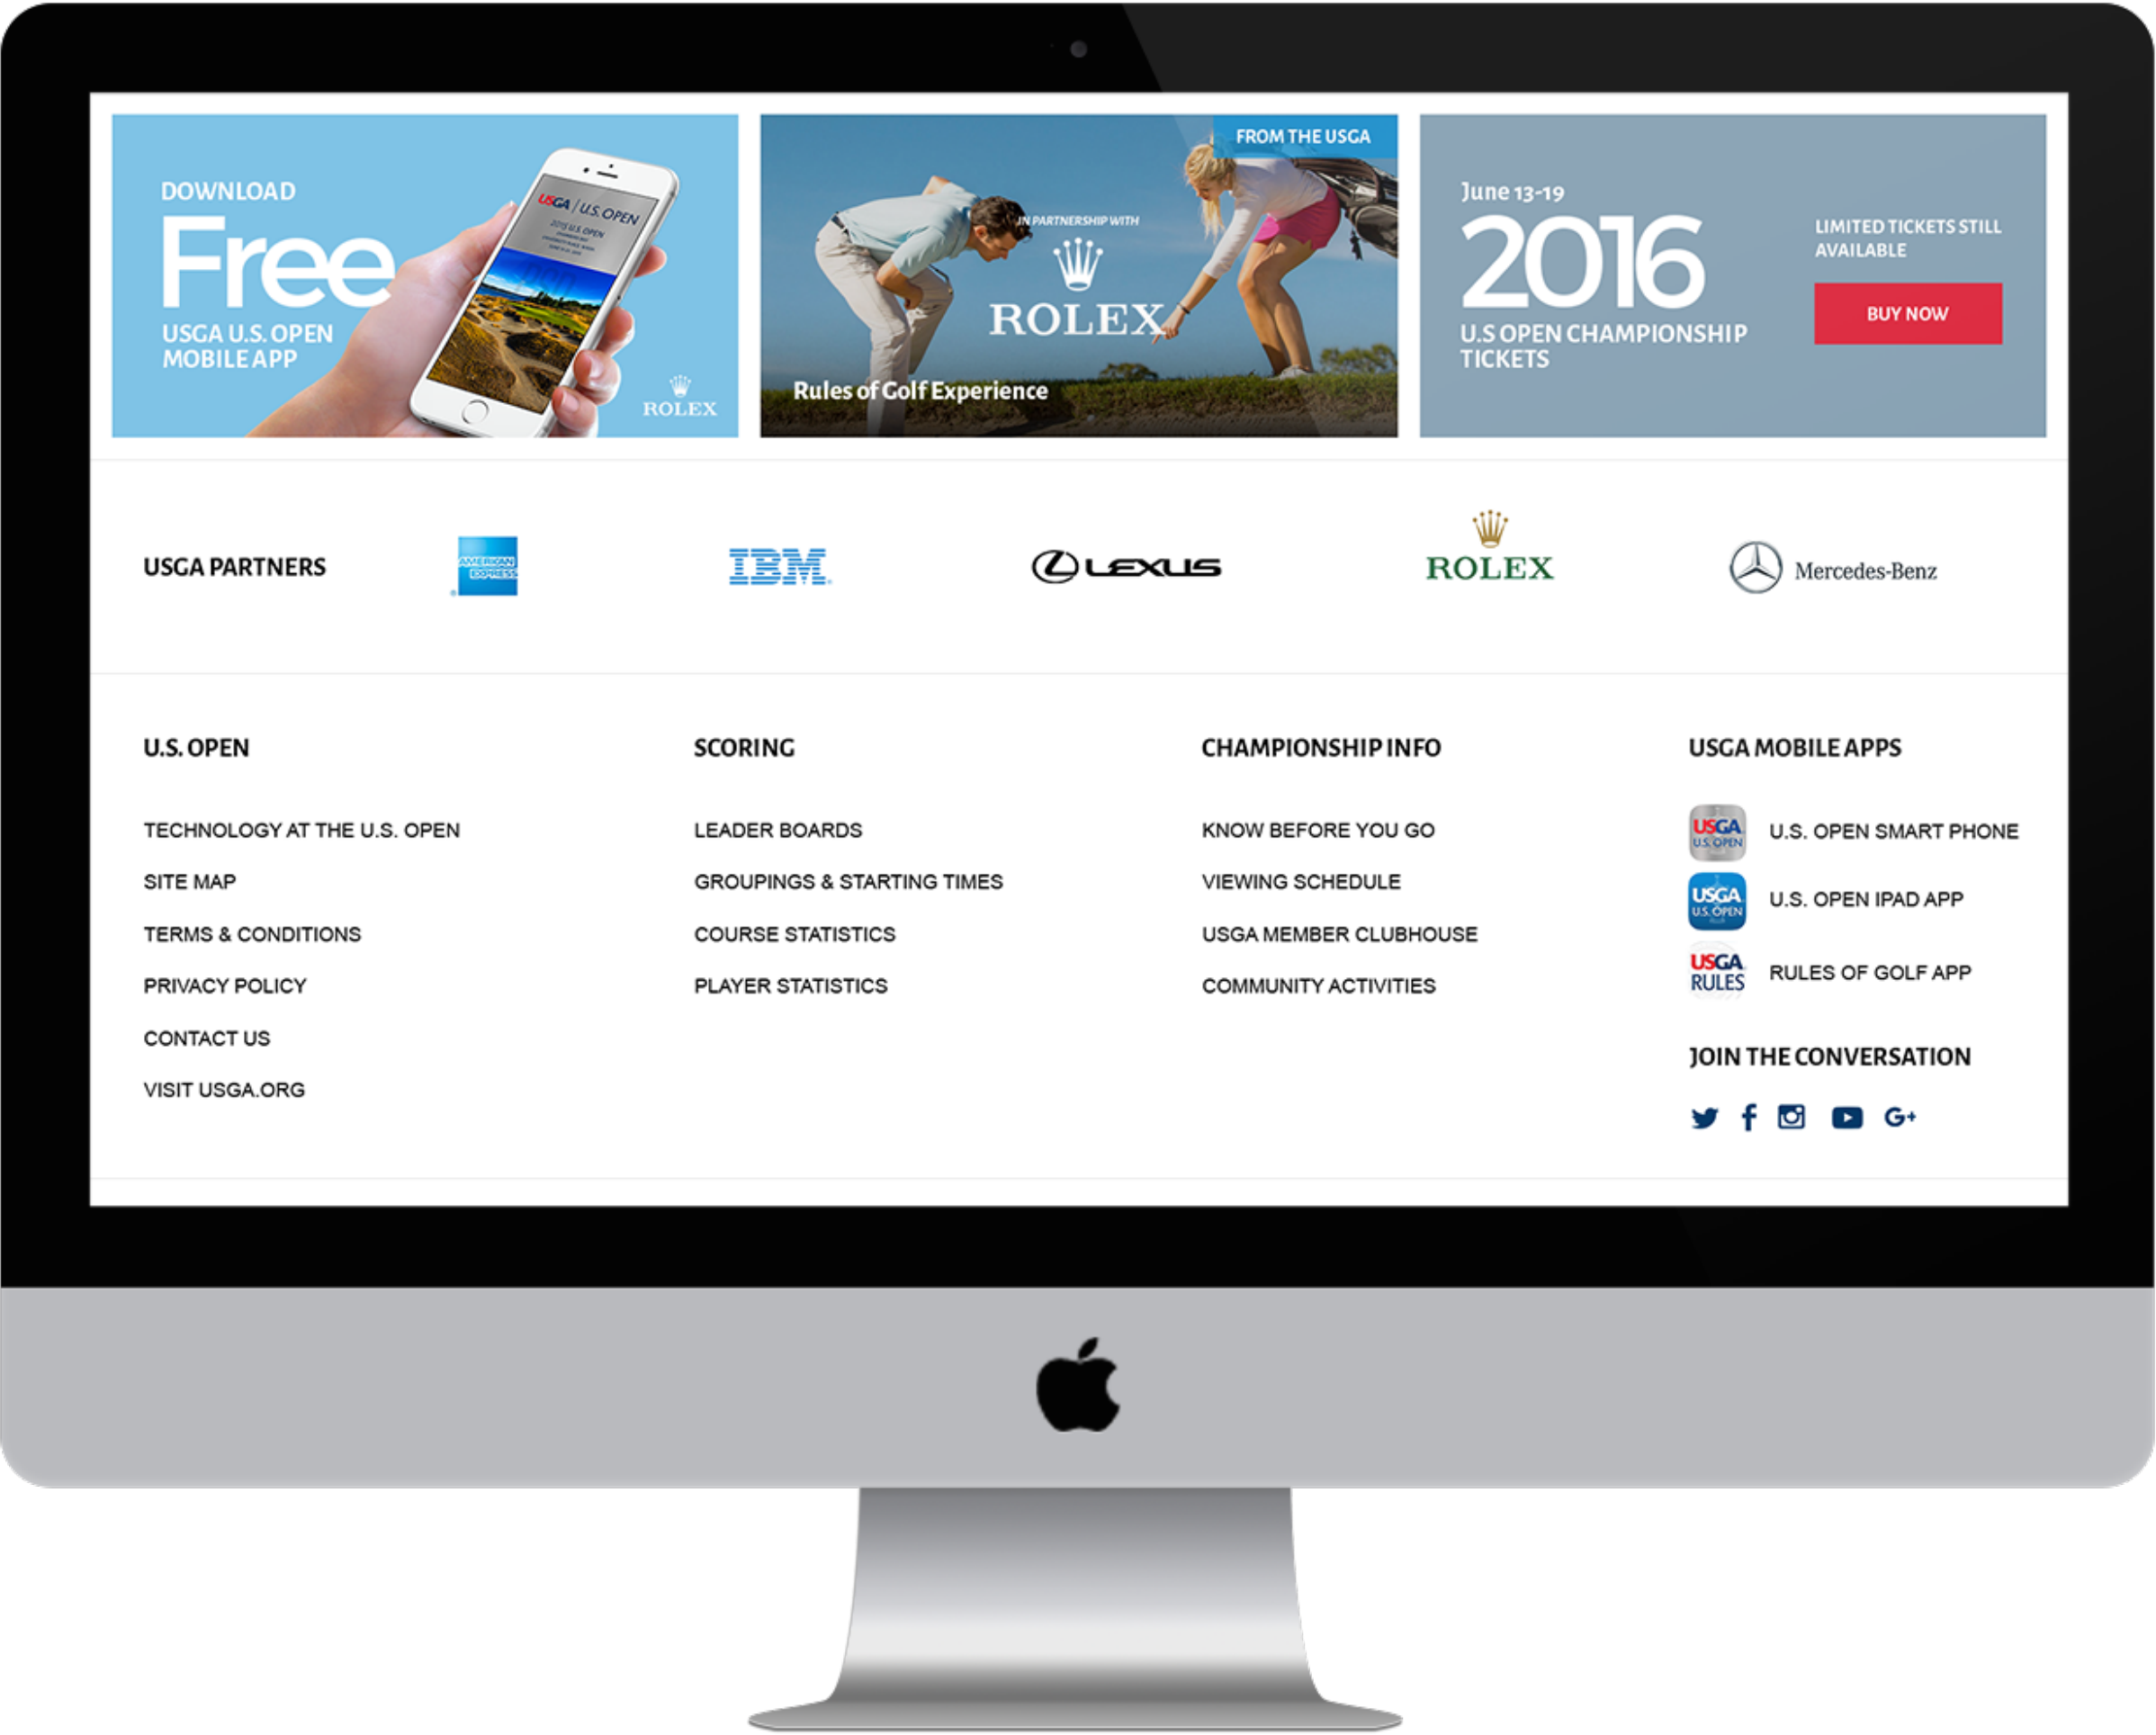 DOWNLOAD
Free
USGA U.S. OPEN
MOBILE APP
USGA / U.S. OPEN
2015 U.S. OPEN
ROLEX
FROM THE USGA
IN PARTNERSHIP WITH
ROLEX
Rules of Golf Experience
June 13-19
2016
U.S OPEN CHAMPIONSHIP
TICKETS
LIMITED TICKETS STILL
AVAILABLE
BUY NOW
USGA PARTNERS
AMERICAN
EXPRESS
IBM
LEXUS
ROLEX
Mercedes-Benz
U.S. OPEN
TECHNOLOGY AT THE U.S. OPEN
SITE MAP
TERMS & CONDITIONS
PRIVACY POLICY
CONTACT US
VISIT USGA.ORG
SCORING
LEADER BOARDS
GROUPINGS & STARTING TIMES
COURSE STATISTICS
PLAYER STATISTICS
CHAMPIONSHIP INFO
KNOW BEFORE YOU GO
VIEWING SCHEDULE
USGA MEMBER CLUBHOUSE
COMMUNITY ACTIVITIES
USGA MOBILE APPS
USGA
U.S. OPEN
U.S. OPEN SMART PHONE
USGA
U.S. OPEN
U.S. OPEN IPAD APP
USGA
RULES
RULES OF GOLF APP
JOIN THE CONVERSATION
G+